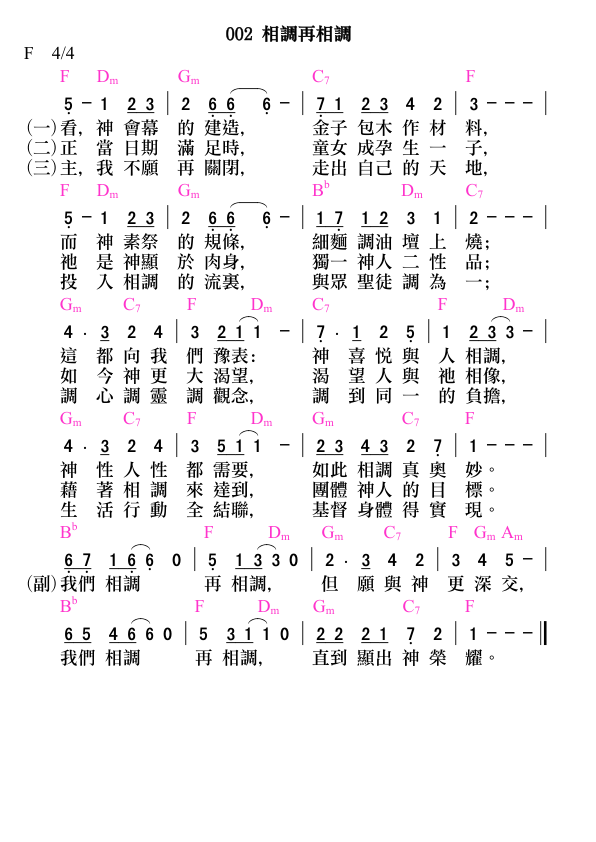 002 相調再相調
F 4/4
F Dm Gm C7 F
5 - 1 2 3 | 2 6 6 6 - | 7 1 2 3 4 2 | 3 - - - |
(一)看, 神 會幕 的 建造, 金子 包木 作 材 料,
(二)正 當 日期 滿 足時, 童女 成孕 生 一 子,
(三)主, 我 不願 再 關閉, 走出 自己 的 天 地,
F Dm Gm Bb Dm C7
5 - 1 2 3 | 2 6 6 6 - | 1 7 1 2 3 1 | 2 - - - |
而 神 素祭 的 規條, 細麵 調油 壇 上 燒;
祂 是 神顯 於 肉身, 獨一 神人 二 性 品;
投 入 相調 的 流裏, 與眾 聖徒 調 為 一;
Gm C7 F Dm C7 F Dm
4 . 3 2 4 | 3 2 1 1 - | 7 . 1 2 5 | 1 2 3 3 - |
這 都 向 我 們 豫表: 神 喜 悅 與 人 相調,
如 今 神 更 大 渴望, 渴 望 人 與 祂 相像,
調 心 調 靈 調 觀念, 調 到 同 一 的 負擔,
Gm C7 F Dm Gm C7 F
4 . 3 2 4 | 3 5 1 1 - | 2 3 4 3 2 7 | 1 - - - |
神 性 人 性 都 需要, 如此 相調 真 奧 妙。
藉 著 相 調 來 達到, 團體 神人 的 目 標。
生 活 行 動 全 結聯, 基督 身體 得 實 現。
Bb F Dm Gm C7 F Gm Am
6 7 1 6 6 0 | 5 1 3 3 0 | 2 . 3 4 2 | 3 4 5 - |
(副)我們 相調 再 相調, 但 願 與 神 更 深 交,
Bb F Dm Gm C7 F
6 5 4 6 6 0 | 5 3 1 1 0 | 2 2 2 1 7 2 | 1 - - - ||
我們 相調 再 相調, 直到 顯出 神 榮 耀。